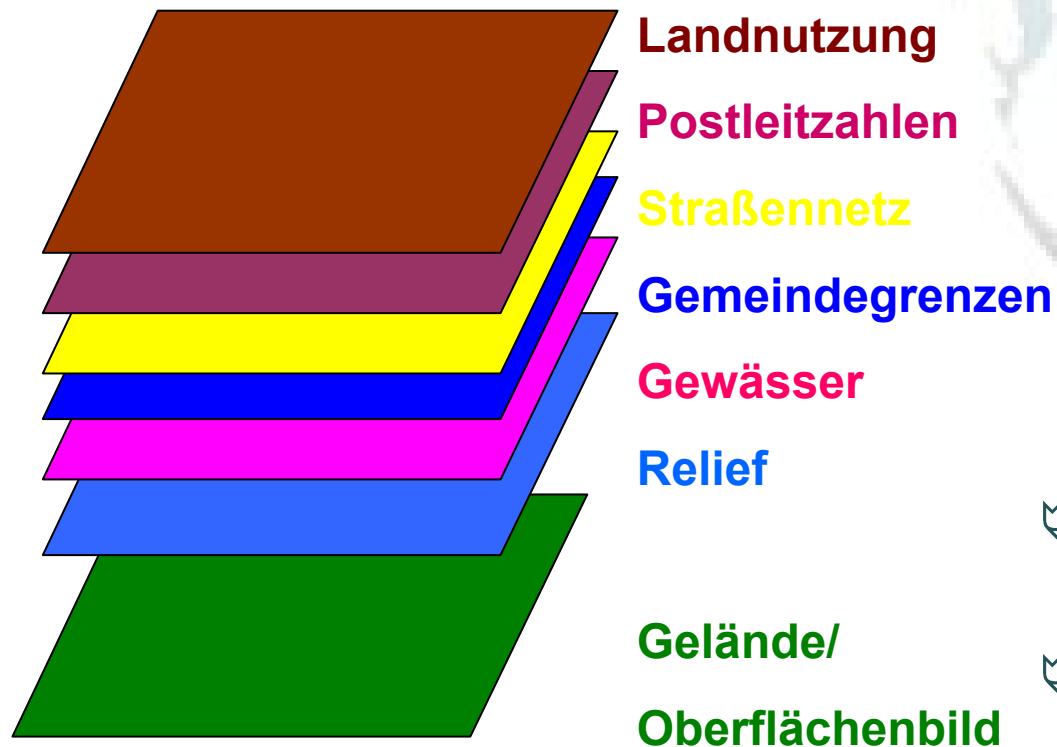 Landnutzung
Postleitzahlen
Straßennetz
Gemeindegrenzen
Gewässer
Relief
Gelände/
Oberflächenbild